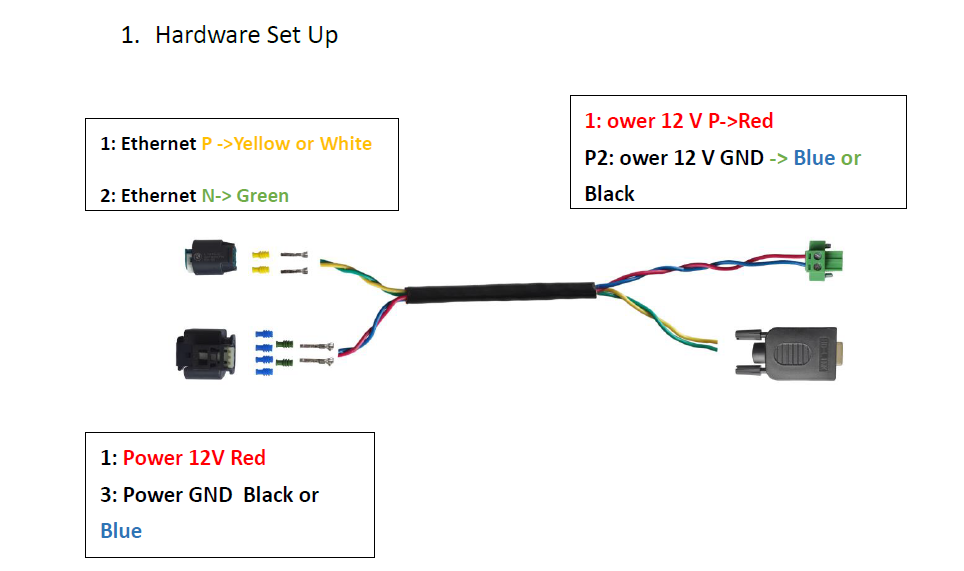 1. Hardware Set Up
1: Ethernet P ->Yellow or White
2: Ethernet N-> Green
1: ower 12 V P->Red
P2: ower 12 V GND -> Blue or
Black
1: Power 12V Red
3: Power GND Black or
Blue